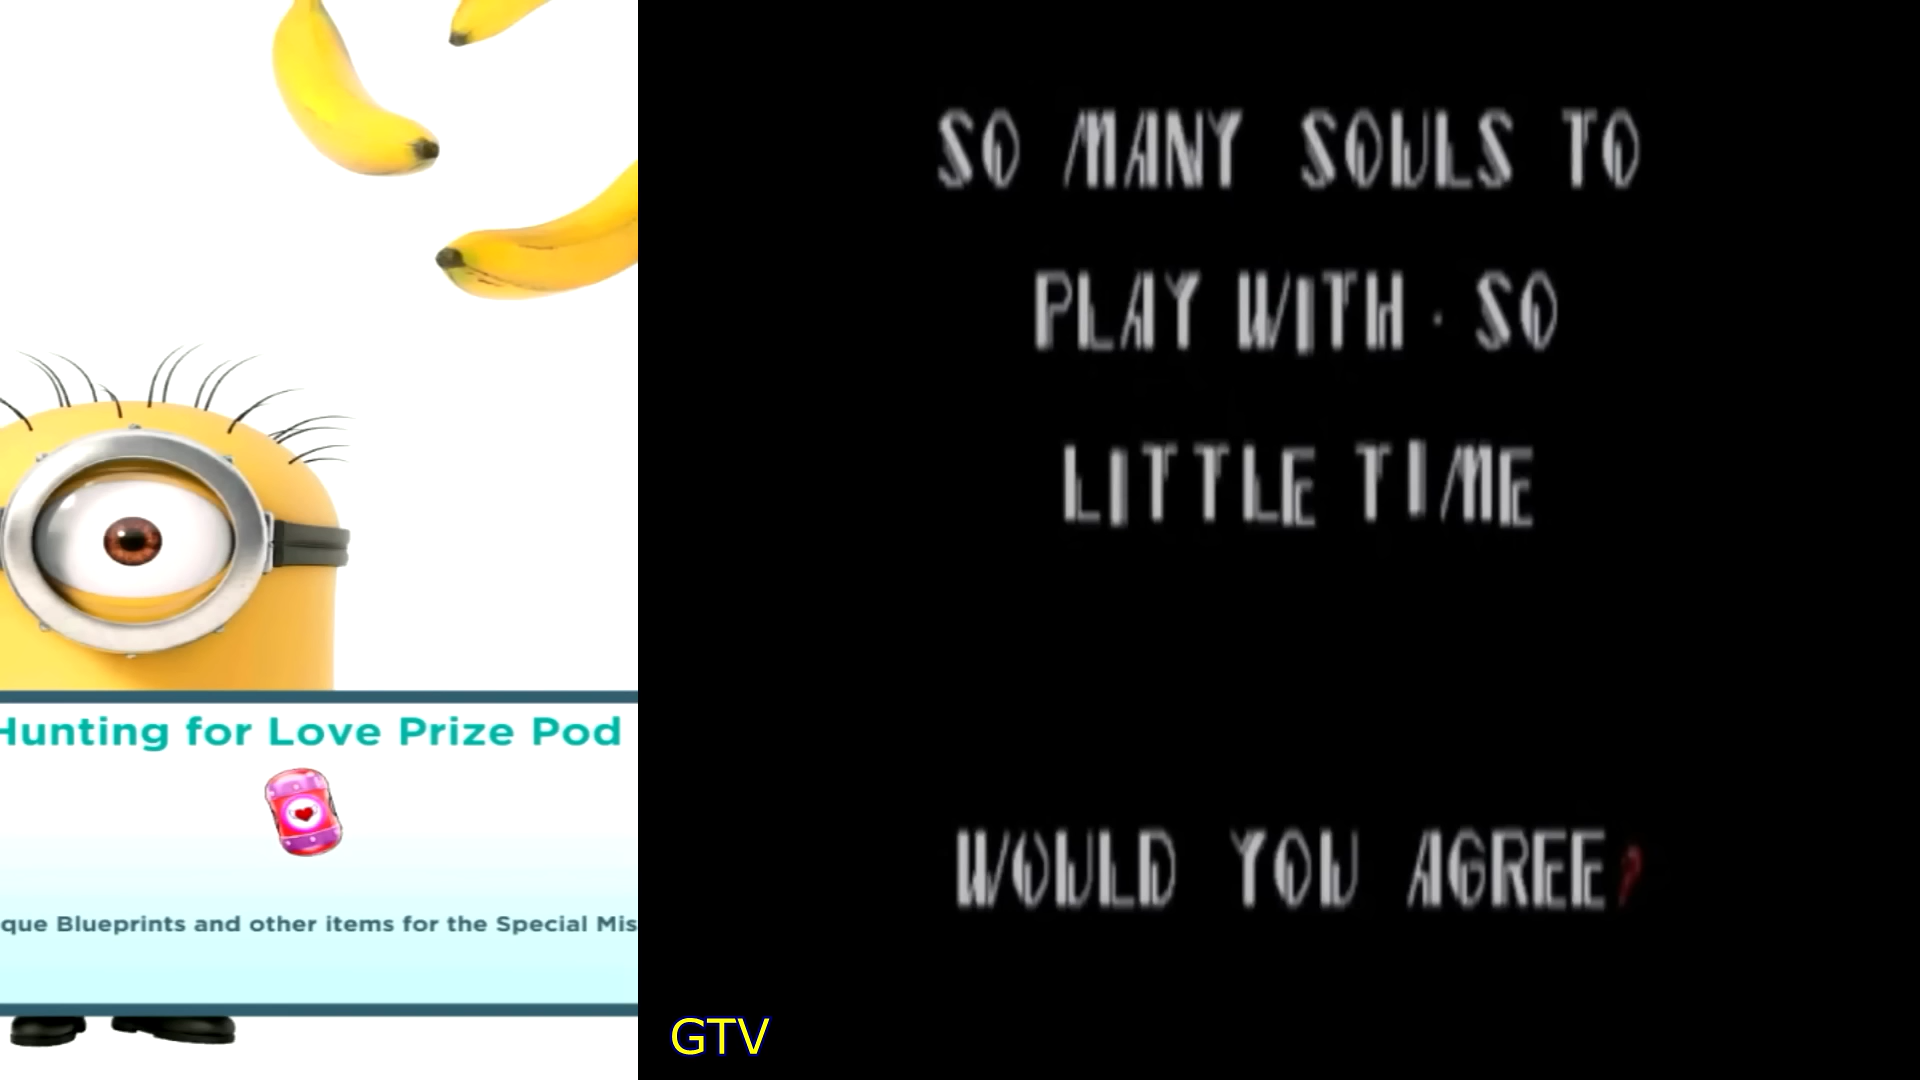 Hunting for Love Prize Pod
que Blueprints and other items for the Special Mis
SO MANY SOULS TO
PLAY WITH · SO
LITTLE TIME
WOULD YOU AGREE?
GTV